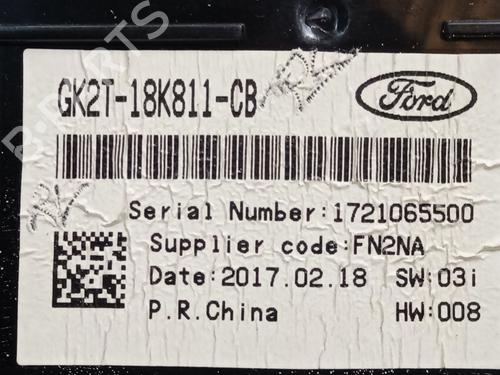 GK2T-18K811-CB
Ford
Serial Number:1721065500
Supplier code:FN2NA
Date:2017.02.18 SW:03i
P.R.China HW:008
B-PARTS